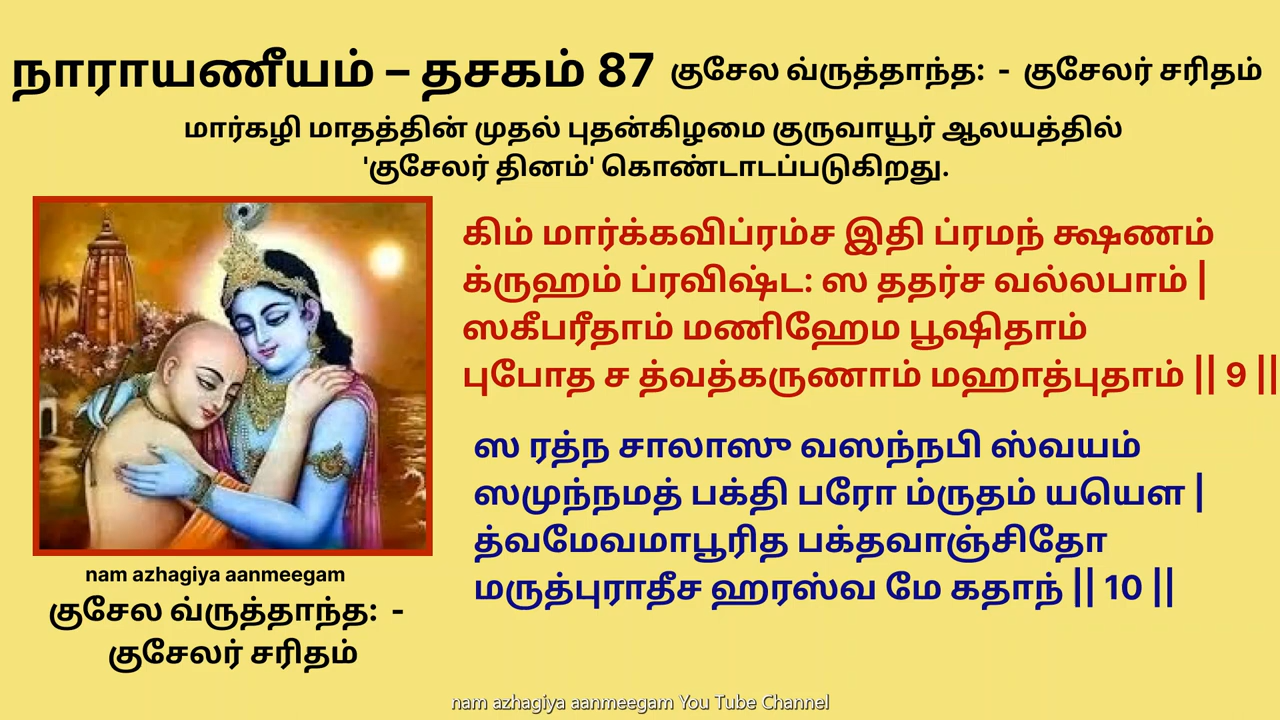 நாராயணீயம் – தசகம் 87 குசேல வ்ருத்தாந்த: - குசேலர் சரிதம்
மார்கழி மாதத்தின் முதல் புதன்கிழமை குருவாயூர் ஆலயத்தில்
'குசேலர் தினம்' கொண்டாடப்படுகிறது.
கிம் மார்க்கவிப்ரம்ச இதி ப்ரமந் க்ஷணம்
க்ருஹம் ப்ரவிஷ்ட: ஸ ததர்ச வல்லபாம் |
ஸகீபரீதாம் மணிஹேம பூஷிதாம்
புபோத ச த்வத்கருணாம் மஹாத்புதாம் || 9 ||
ஸ ரத்ந சாலாஸு வஸந்நபி ஸ்வயம்
ஸமுந்நமத் பக்தி பரோ ம்ருதம் யயௌ |
த்வமேவமாபூரித பக்தவாஞ்சிதோ
மருத்புராதீச ஹரஸ்வ மே கதாந் || 10 ||
nam azhagiya aanmeegam
குசேல வ்ருத்தாந்த: -
குசேலர் சரிதம்
nam azhagiya aanmeegam You Tube Channel